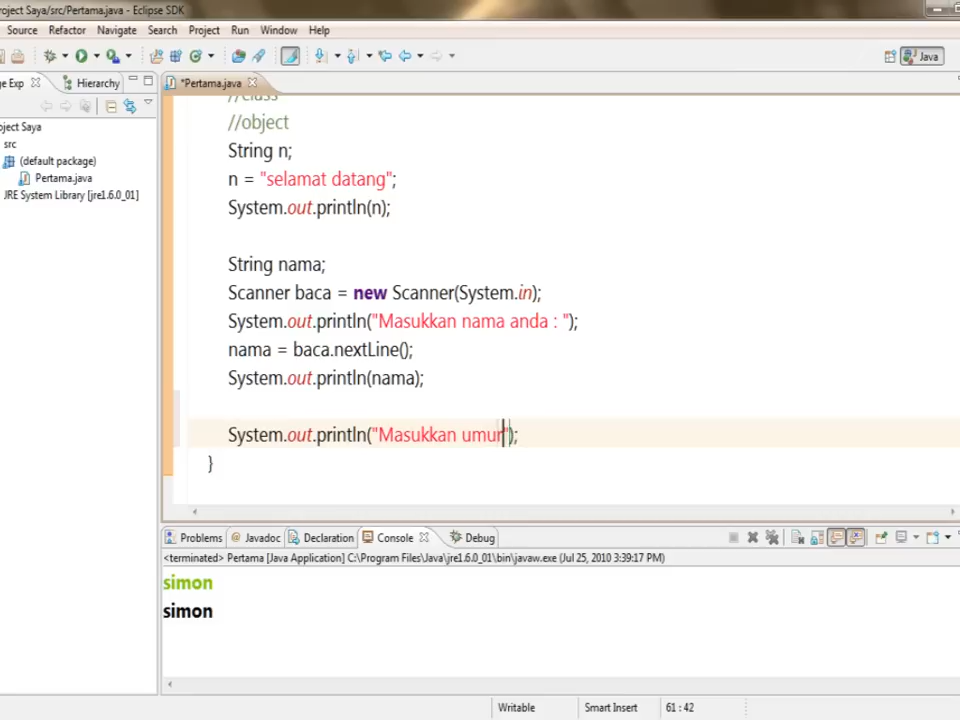 Project Saya/src/Pertama.java - Eclipse SDK
Source Refactor Navigate Search Project Run Window Help
Java
ge Exp Hierarchy *Pertama.java
oject Saya
src
(default package)
Pertama.java
JRE System Library [jre1.6.0_01]
//class
//object
String n;
n = "selamat datang";
System.out.println(n);
String nama;
Scanner baca = new Scanner(System.in);
System.out.println("Masukkan nama anda : ");
nama = baca.nextLine();
System.out.println(nama);
System.out.println("Masukkan umur");
}
Problems @ Javadoc Declaration Console Debug
<terminated> Pertama [Java Application] C:\Program Files\Java\jre1.6.0_01\bin\javaw.exe (Jul 25, 2010 3:39:17 PM)
simon
simon
Writable Smart Insert 61 : 42